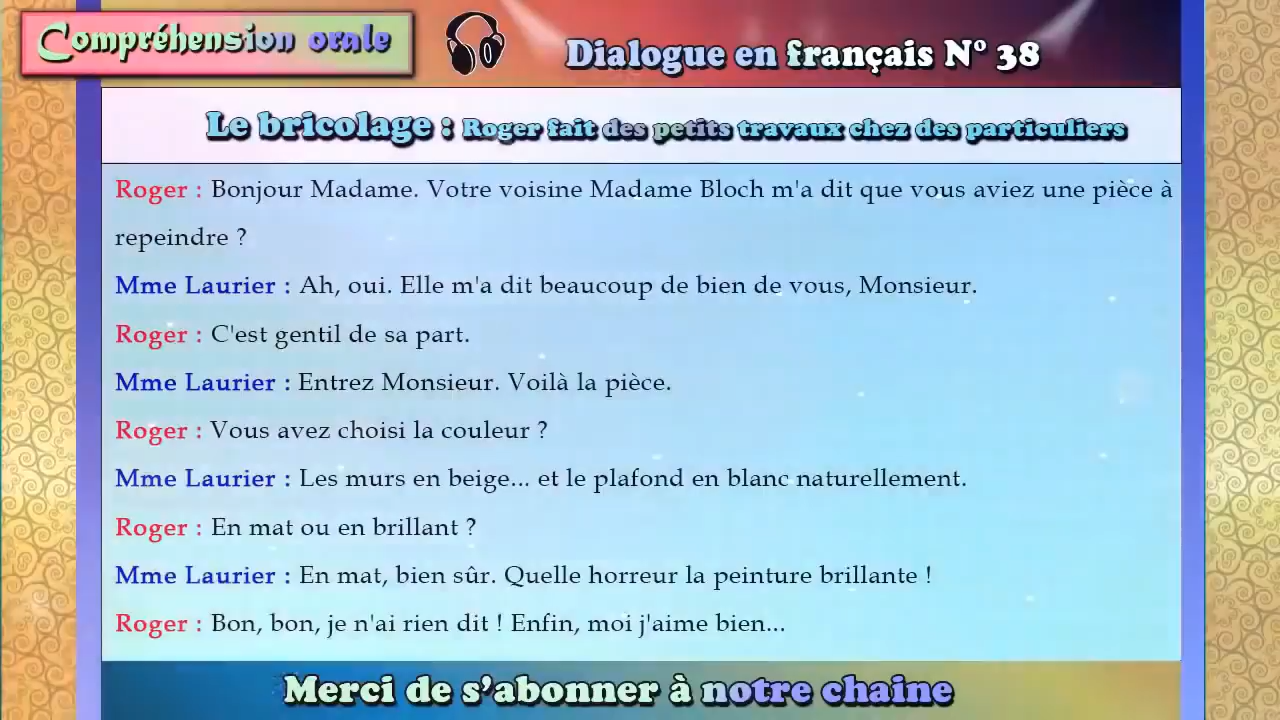 Compréhension orale
Dialogue en français N° 38
Le bricolage : Roger fait des petits travaux chez des particuliers
Roger : Bonjour Madame. Votre voisine Madame Bloch m'a dit que vous aviez une pièce à
repeindre ?
Mme Laurier : Ah, oui. Elle m'a dit beaucoup de bien de vous, Monsieur.
Roger : C'est gentil de sa part.
Mme Laurier : Entrez Monsieur. Voilà la pièce.
Roger : Vous avez choisi la couleur ?
Mme Laurier : Les murs en beige... et le plafond en blanc naturellement.
Roger : En mat ou en brillant ?
Mme Laurier : En mat, bien sûr. Quelle horreur la peinture brillante !
Roger : Bon, bon, je n'ai rien dit ! Enfin, moi j'aime bien...
Merci de s’abonner à notre chaine